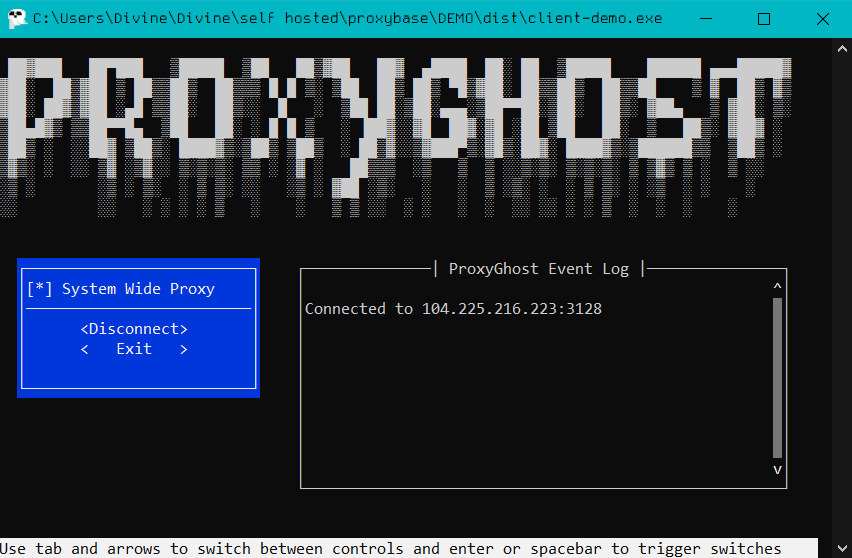 C:\Users\Divine\Divine\self hosted\proxybase\DEMO\dist\client-demo.exe
PROXYGHOST
[*] System Wide Proxy
<Disconnect>
< Exit >
ProxyGhost Event Log
Connected to 104.225.216.223:3128
Use tab and arrows to switch between controls and enter or spacebar to trigger switches